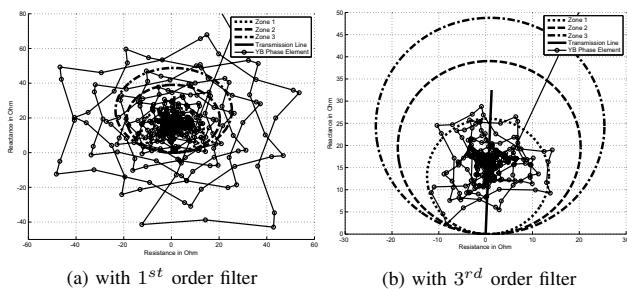 80
60
40
20
0
-20
-40
-60
-40
-20
0
20
40
60
Reactance in Ohm
Resistance in Ohm
Zone 1
Zone 2
Zone 3
Transmission Line
YB Phase Element
(a) with 1st order filter
50
45
40
35
30
25
20
15
10
5
0
-30
-20
-10
0
10
20
30
Reactance in Ohm
Resistance in Ohm
Zone 1
Zone 2
Zone 3
Transmission Line
YB Phase Element
(b) with 3rd order filter